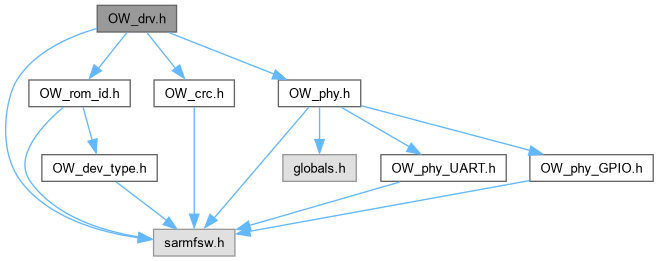 OW_drv.h
OW_rom_id.h
OW_crc.h
OW_phy.h
OW_dev_type.h
globals.h
OW_phy_UART.h
OW_phy_GPIO.h
sarmfsw.h